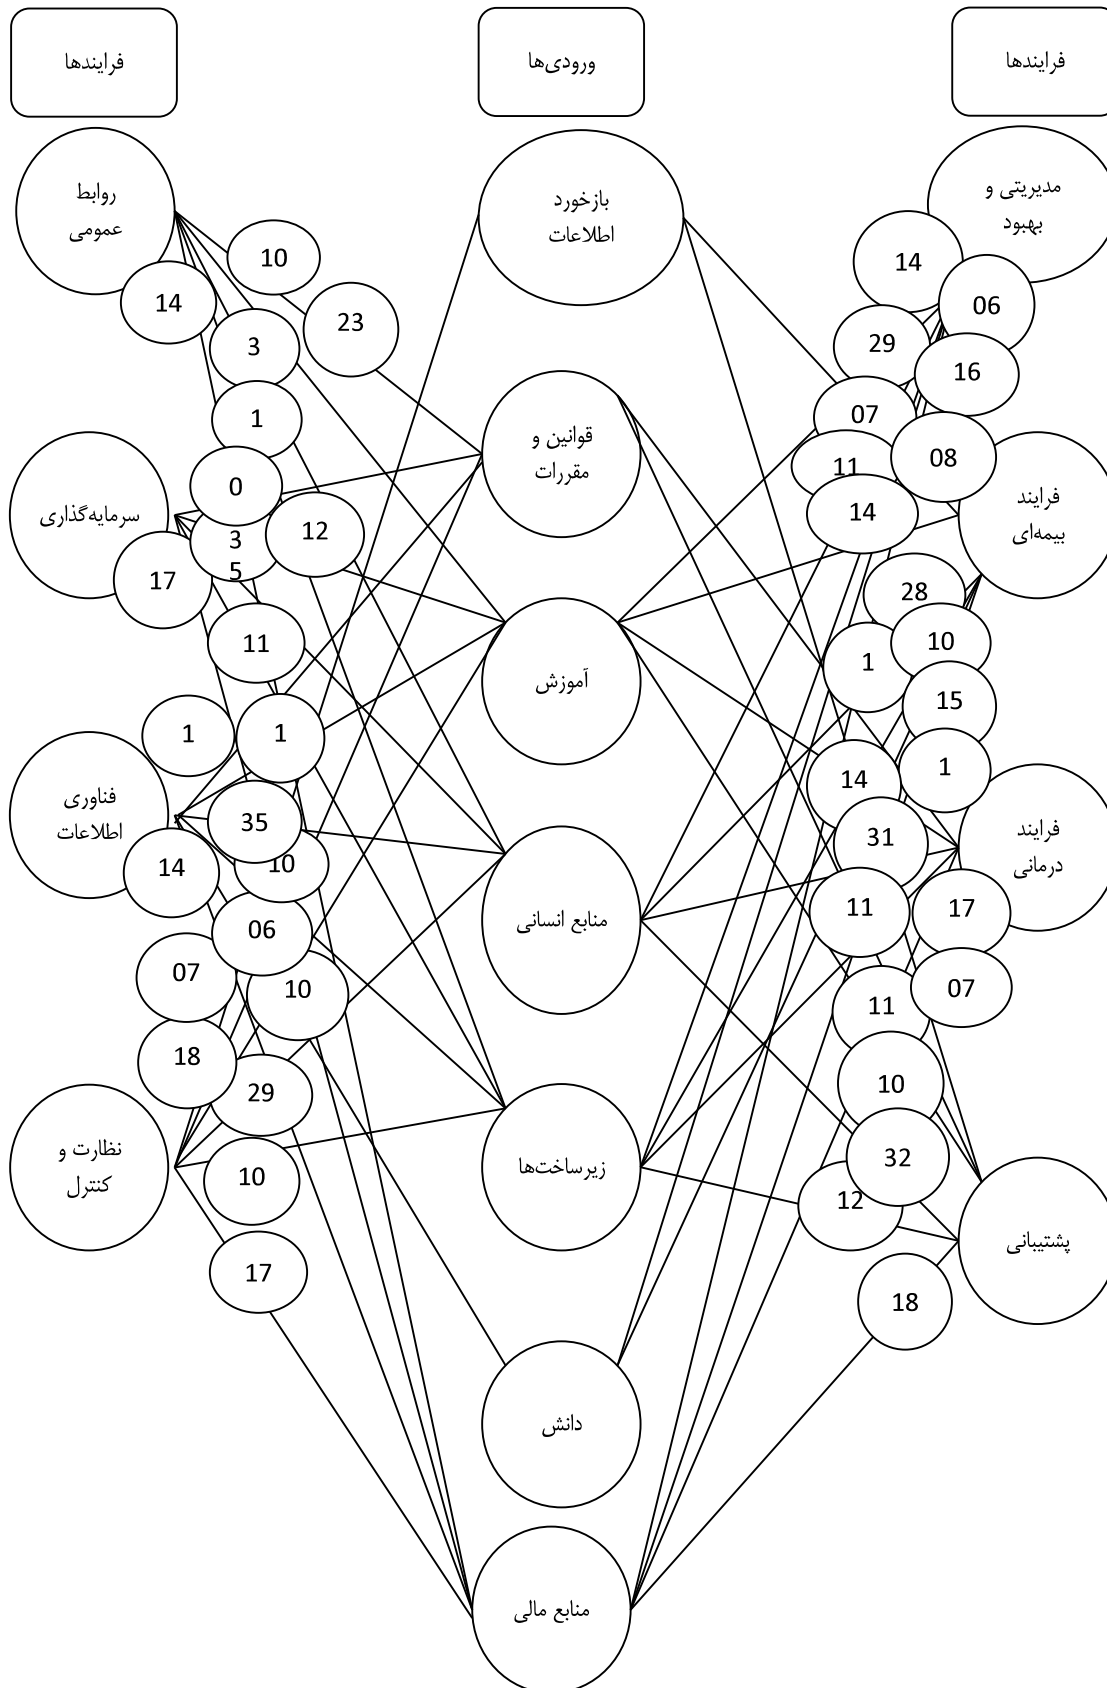 فرایندها
ورودی‌ها
فرایندها
مدیریتی و
بهبود
بازخورد
اطلاعات
روابط
عمومی
10
14
14
06
23
29
3
16
07
1
قوانین و
مقررات
08
11
0
14
فرایند
بیمه‌ای
سرمایه‌گذاری
12
3
5
17
28
11
10
1
آموزش
15
1
1
1
14
فناوری
اطلاعات
35
31
فرایند
درمانی
10
14
11
17
منابع انسانی
06
07
07
10
11
18
10
29
نظارت و
کنترل
زیرساخت‌ها
32
10
12
پشتیبانی
17
18
دانش
منابع مالی